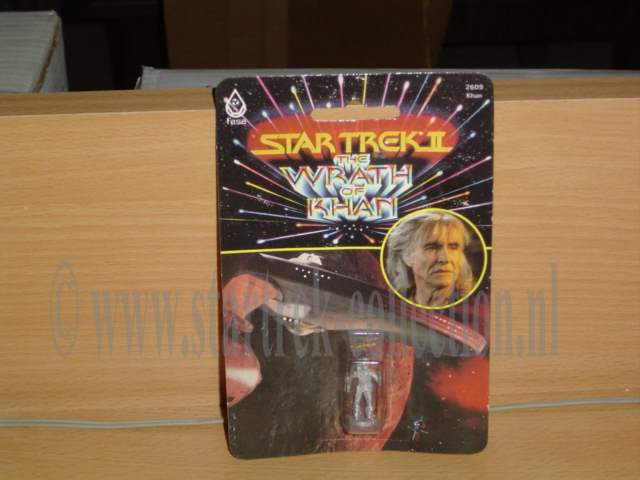 2609
Khan
Fasa
STAR TREK II
THE
WRATH
OF
KHAN
© www.startrek-collection.nl